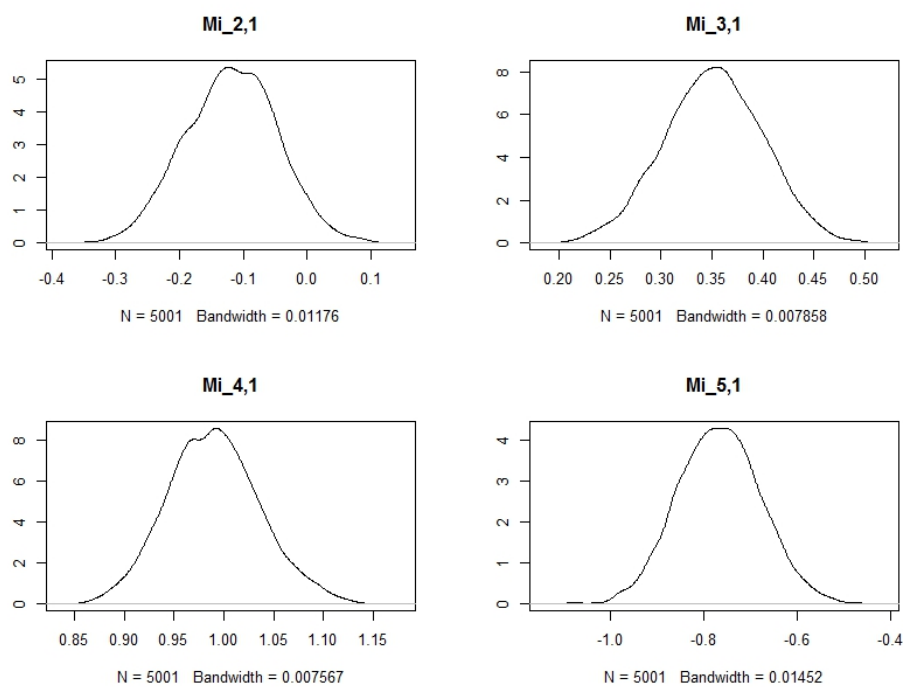 Mi_2,1
5
4
3
2
1
0
-0.4 -0.3 -0.2 -0.1 0.0 0.1
N = 5001 Bandwidth = 0.01176
Mi_3,1
8
6
4
2
0
0.20 0.25 0.30 0.35 0.40 0.45 0.50
N = 5001 Bandwidth = 0.007858
Mi_4,1
8
6
4
2
0
0.85 0.90 0.95 1.00 1.05 1.10 1.15
N = 5001 Bandwidth = 0.007567
Mi_5,1
4
3
2
1
0
-1.0 -0.8 -0.6 -0.4
N = 5001 Bandwidth = 0.01452